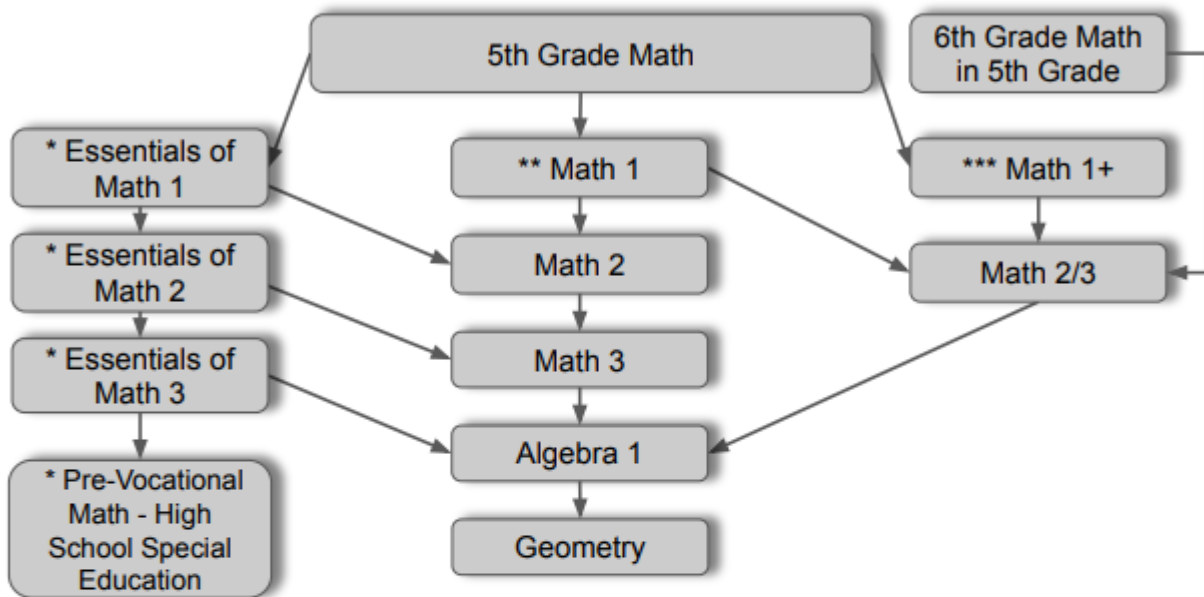 5th Grade Math
6th Grade Math
in 5th Grade
* Essentials of
Math 1
** Math 1
*** Math 1+
* Essentials of
Math 2
Math 2
Math 2/3
* Essentials of
Math 3
Math 3
Algebra 1
* Pre-Vocational
Math - High
School Special
Education
Geometry